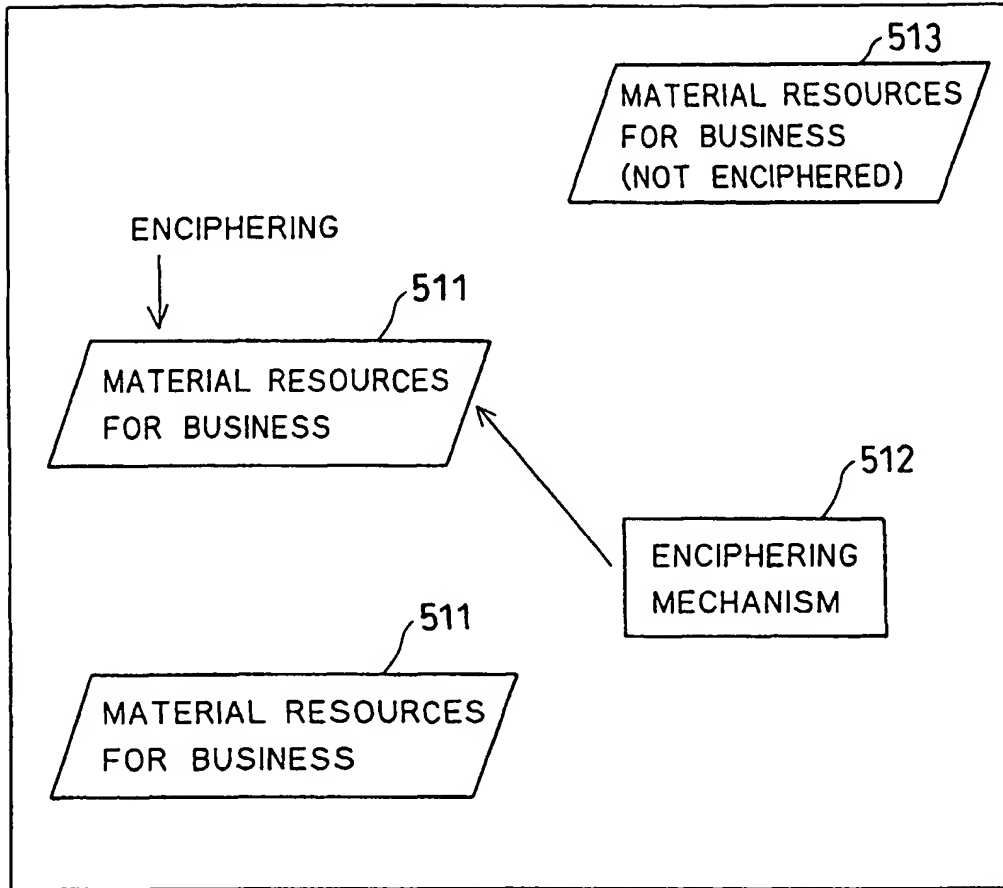 513
MATERIAL RESOURCES
FOR BUSINESS
(NOT ENCIPHERED)
ENCIPHERING
511
MATERIAL RESOURCES
FOR BUSINESS
512
ENCIPHERING
MECHANISM
511
MATERIAL RESOURCES
FOR BUSINESS